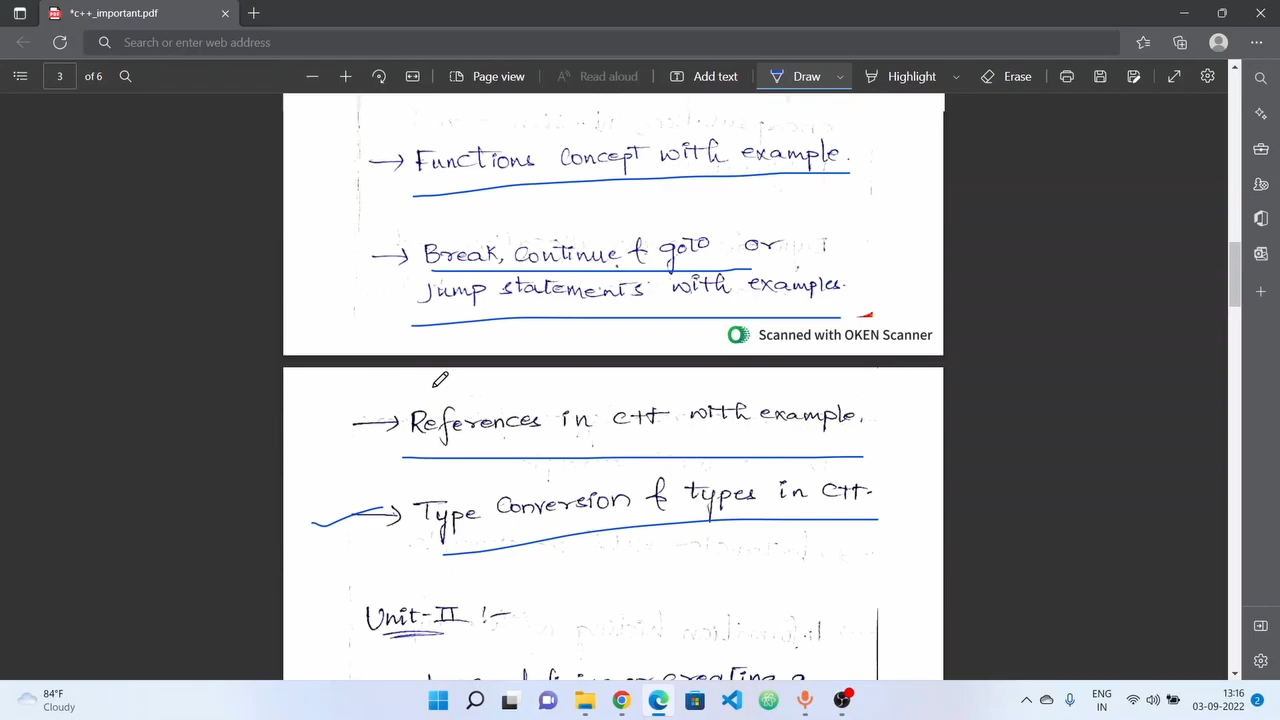 *c++_important.pdf
Search or enter web address
3 of 6
Page view
Read aloud
Add text
Draw
Highlight
Erase
→ Functions Concept with example.
→ Break, Continue & goto or
Jump statements with examples.
Scanned with OKEN Scanner
→ References in C++ with example.
→ Type Conversion & types in C++.
Unit-II :-
84°F
Cloudy
ENG
IN
13:16
03-09-2022
2